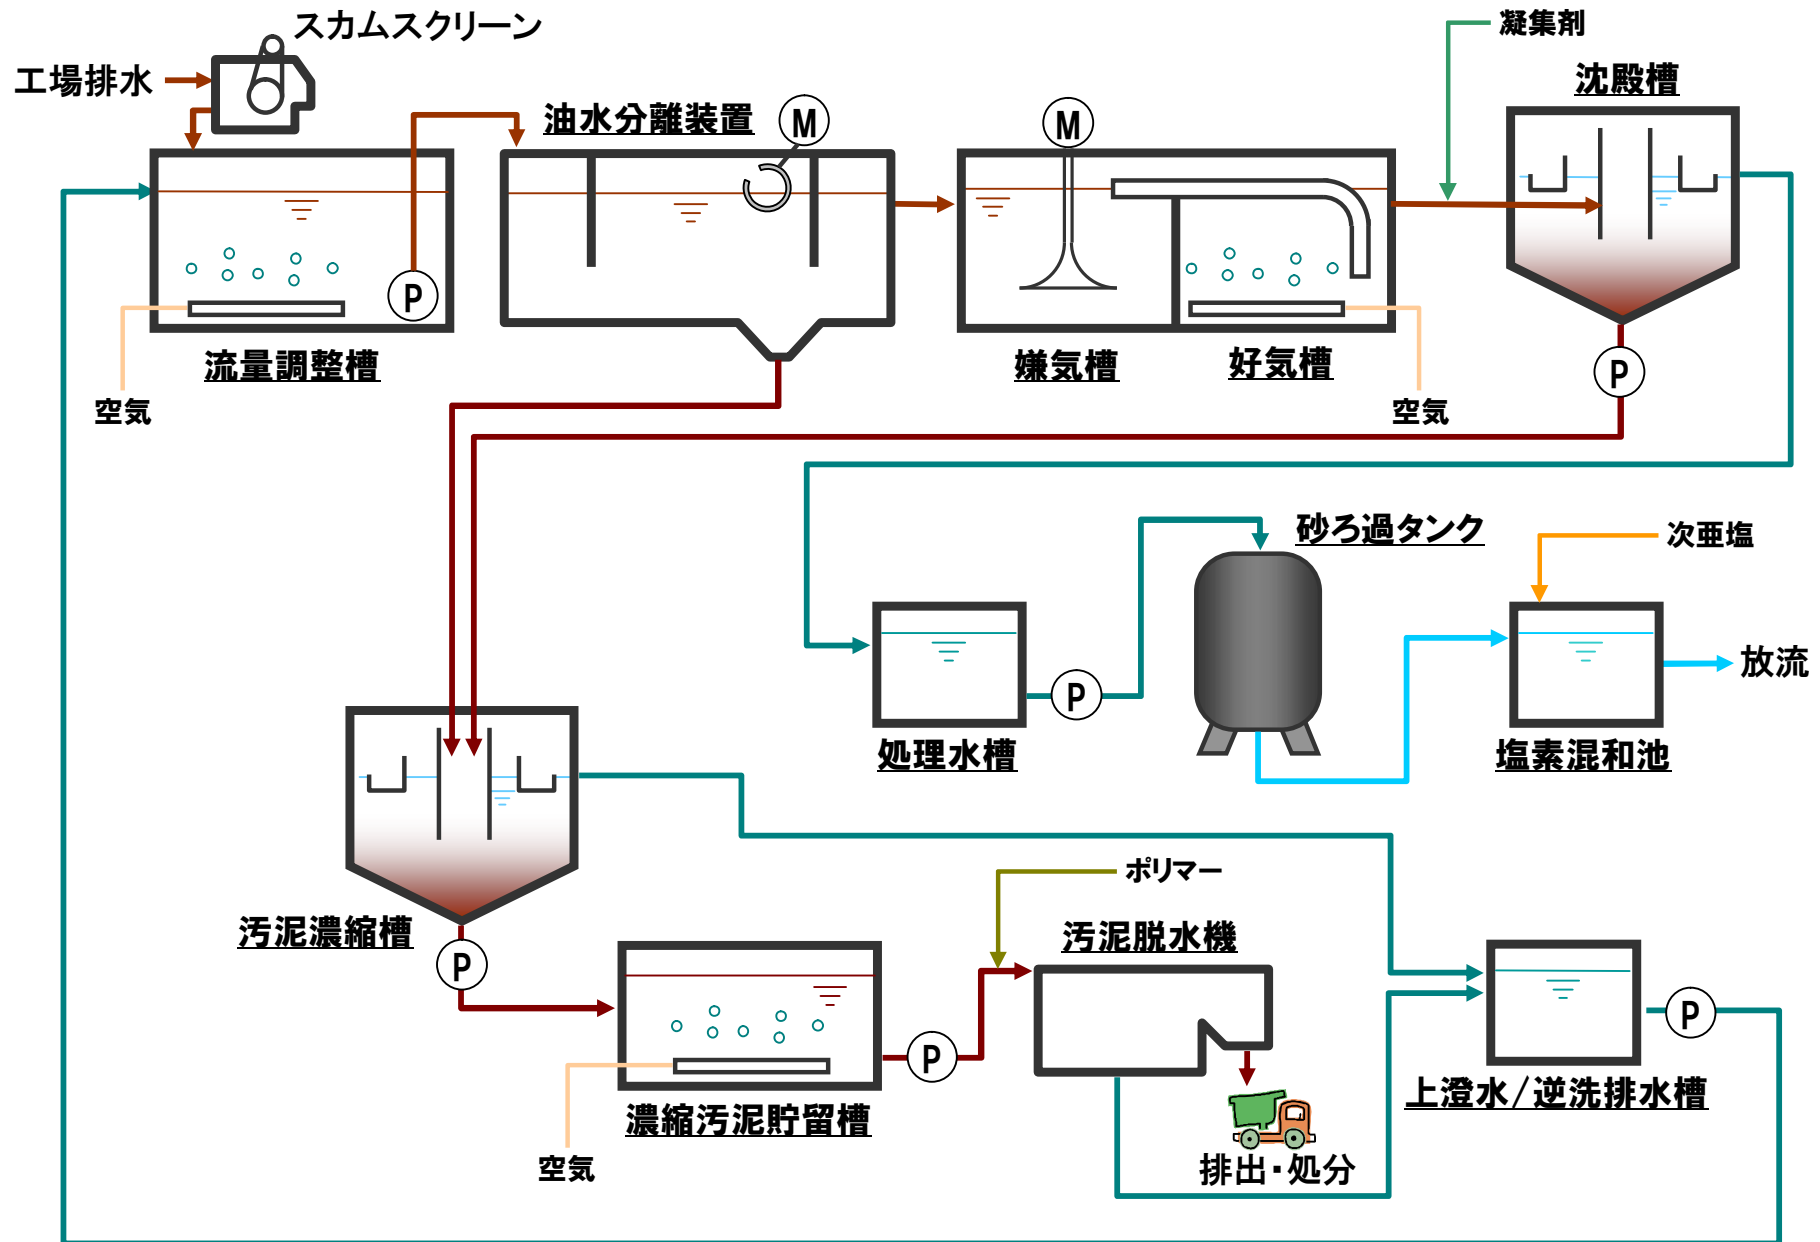 スカムスクリーン
凝集剤
工場排水
沈殿槽
油水分離装置
M
M
P
流量調整槽
嫌気槽
好気槽
P
空気
空気
砂ろ過タンク
次亜塩
放流
P
処理水槽
塩素混和池
ポリマー
汚泥濃縮槽
汚泥脱水機
P
P
P
濃縮汚泥貯留槽
上澄水/逆洗排水槽
空気
排出・処分